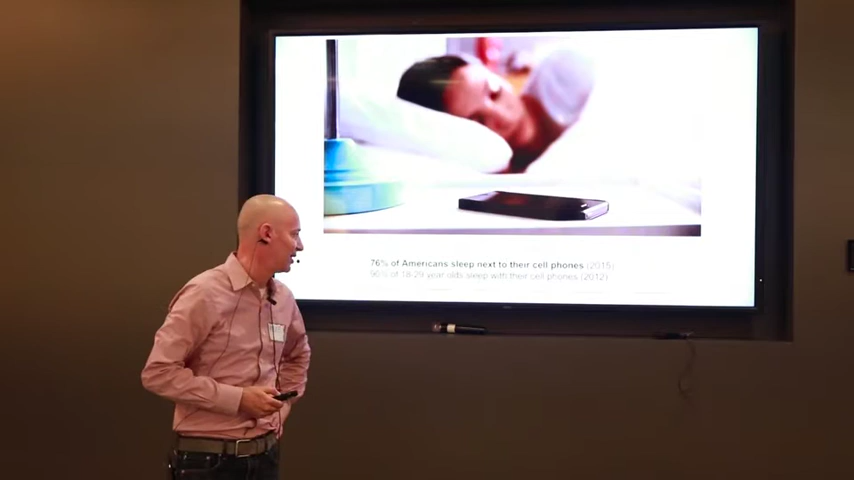 76% of Americans sleep next to their cell phones (2015)
90% of 18-29 year olds sleep with their cell phones (2012)